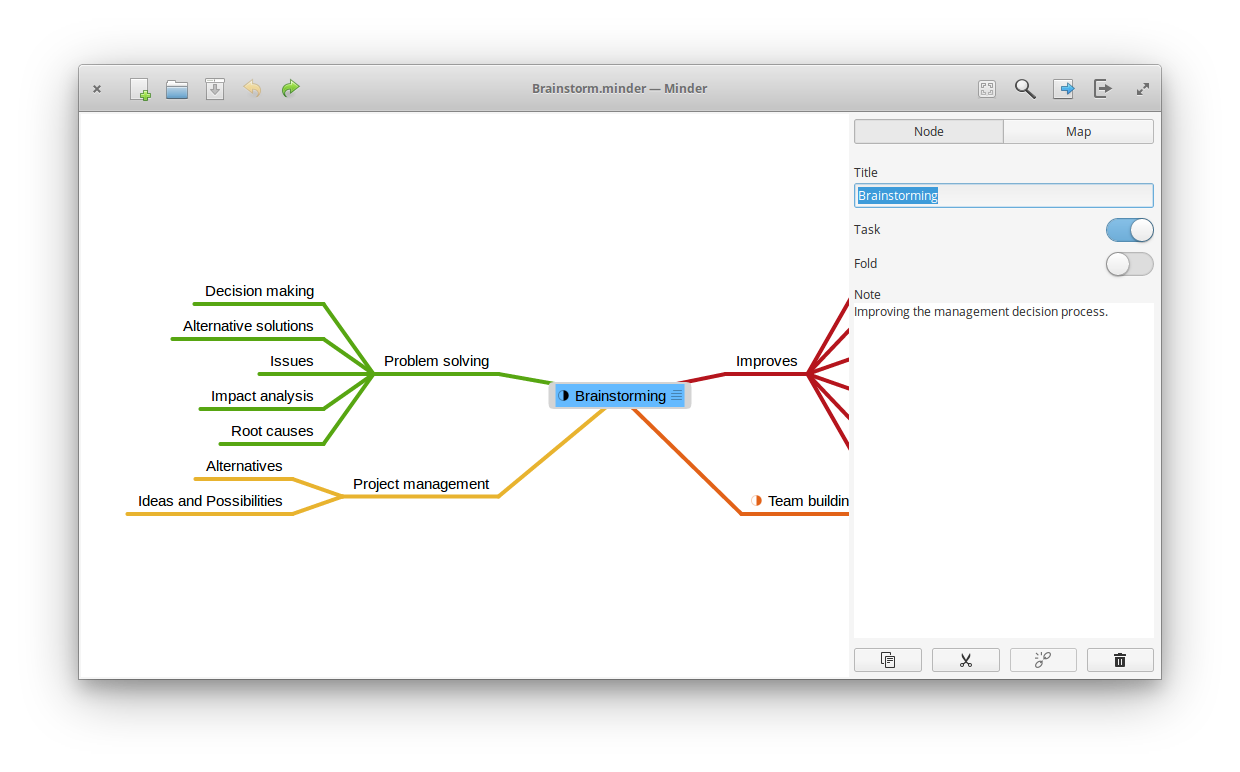 Brainstorm.minder — Minder
Node
Map
Title
Brainstorming
Task
Fold
Note
Improving the management decision process.
Decision making
Alternative solutions
Issues
Impact analysis
Root causes
Problem solving
Alternatives
Ideas and Possibilities
Project management
Brainstorming
Improves
Team buildin